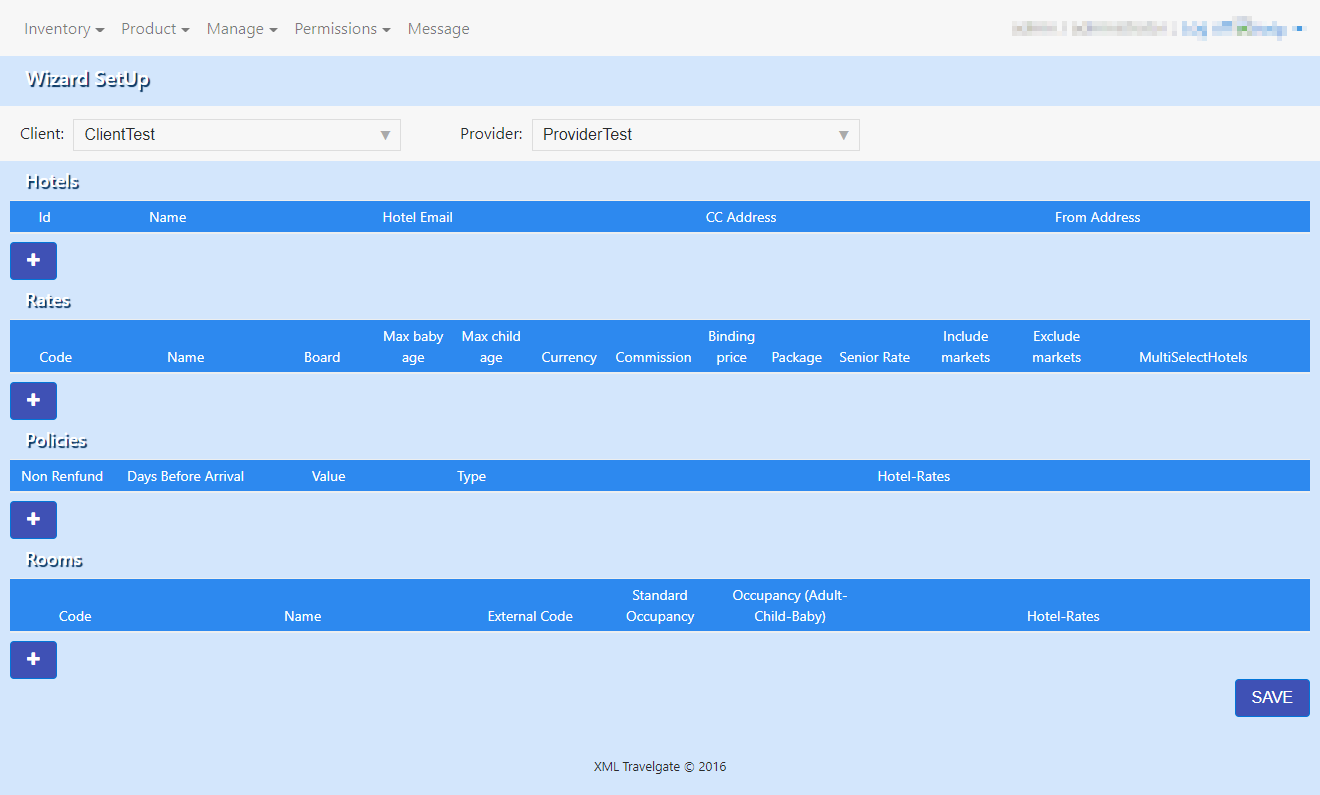 Inventory Product Manage Permissions Message
Wizard SetUp
Client: ClientTest Provider: ProviderTest
Hotels
Id Name Hotel Email CC Address From Address
Rates
Code Name Board Max baby age Max child age Currency Commission Binding price Package Senior Rate Include markets Exclude markets MultiSelectHotels
Policies
Non Renfund Days Before Arrival Value Type Hotel-Rates
Rooms
Code Name External Code Standard Occupancy Occupancy (Adult-Child-Baby) Hotel-Rates
SAVE
XML Travelgate © 2016